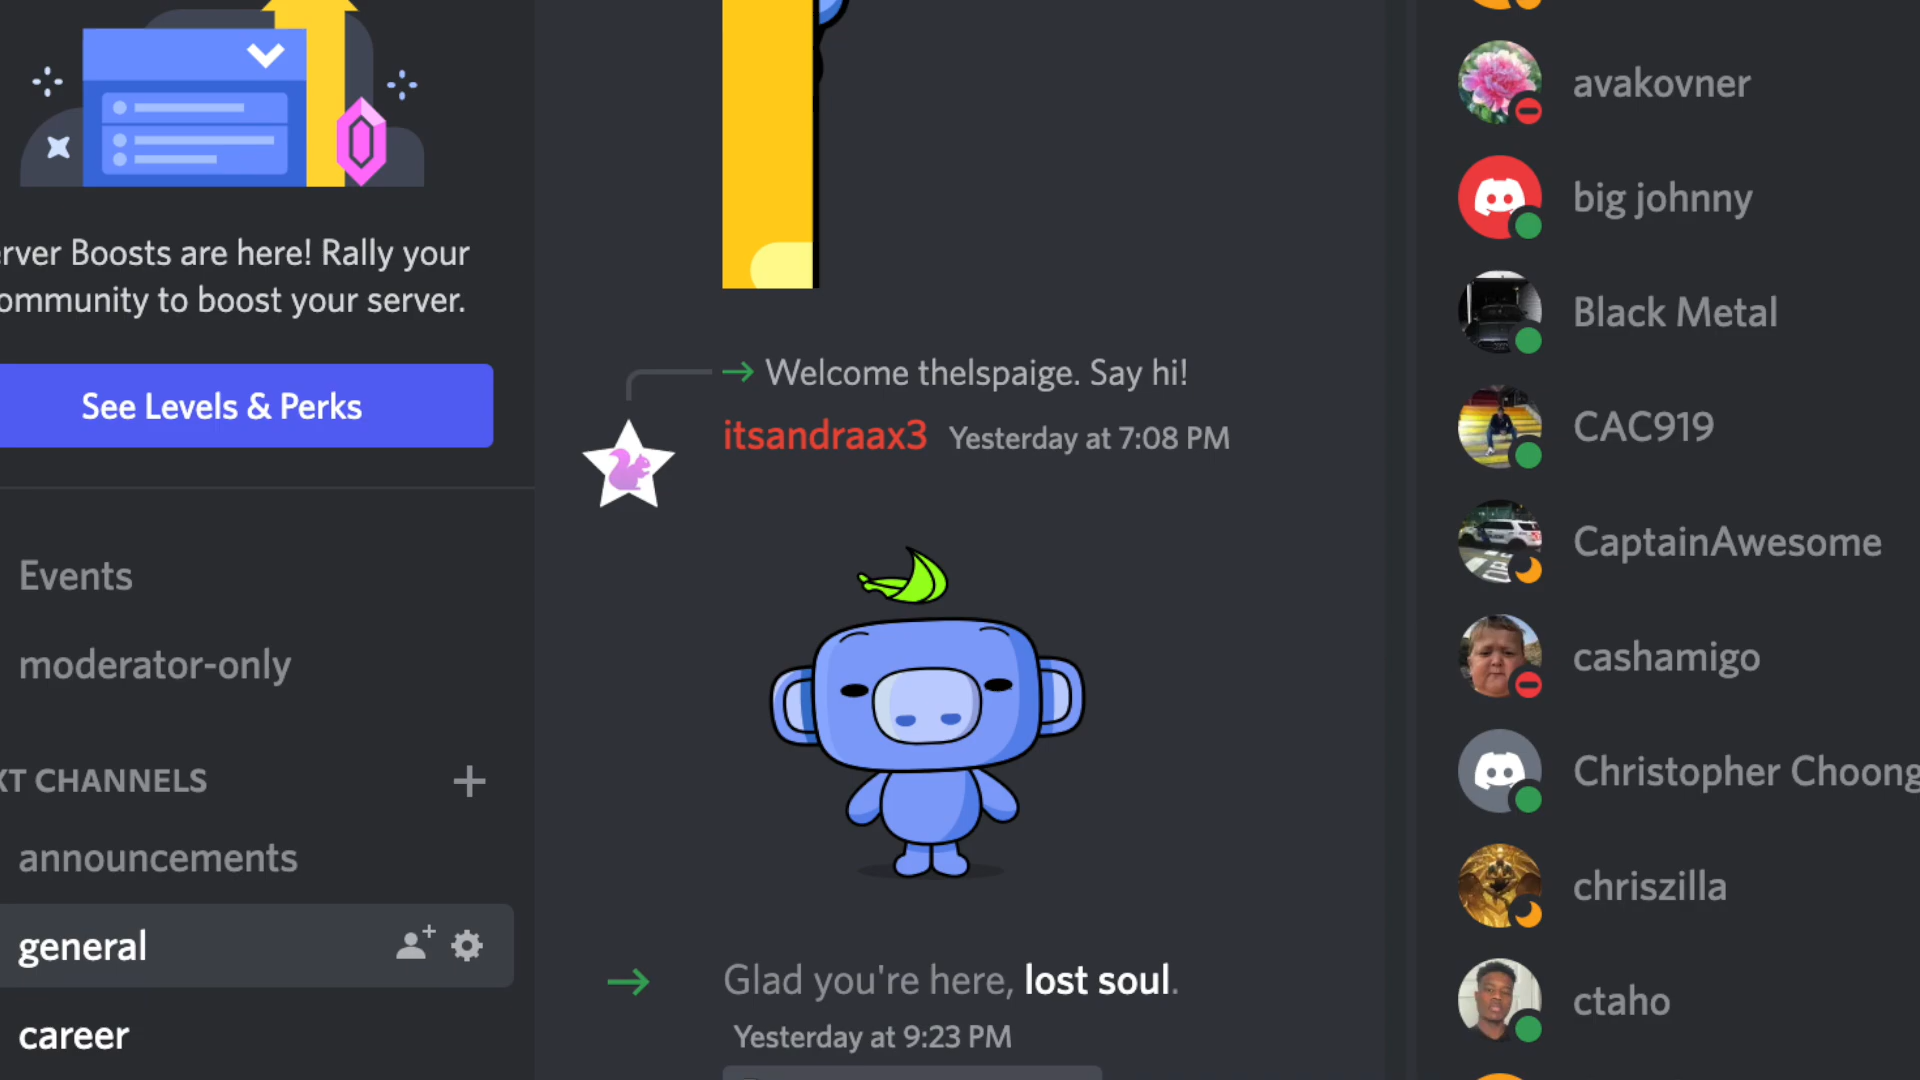 rver Boosts are here! Rally your
ommunity to boost your server.
See Levels & Perks
Events
moderator-only
XT CHANNELS
announcements
general
career
Welcome thelspaige. Say hi!
itsandraax3 Yesterday at 7:08 PM
Glad you're here, lost soul.
Yesterday at 9:23 PM
avakovner
big johnny
Black Metal
CAC919
CaptainAwesome
cashamigo
Christopher Choong
chriszilla
ctaho